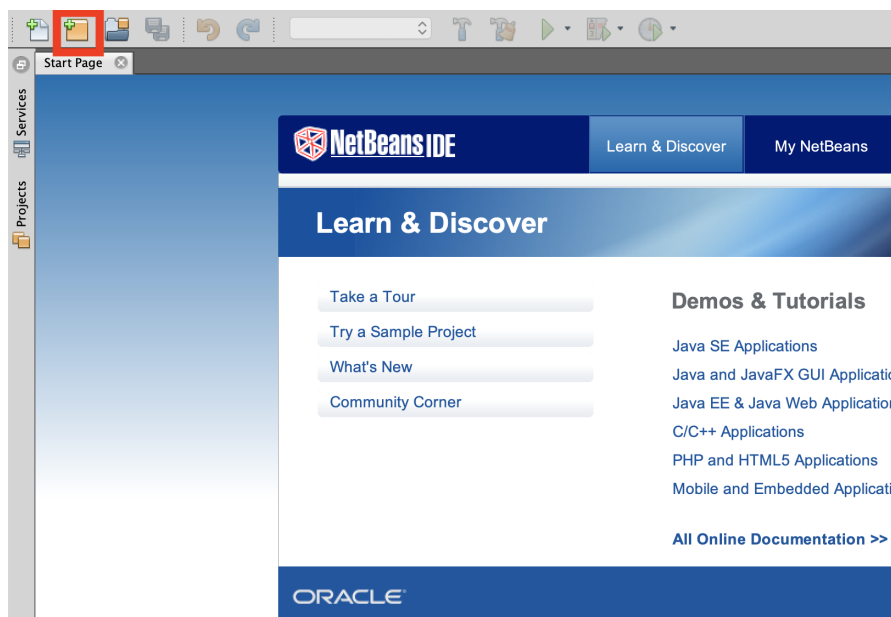 Start Page
Services
Projects
NetBeans IDE
Learn & Discover
My NetBeans
Learn & Discover
Take a Tour
Try a Sample Project
What's New
Community Corner
Demos & Tutorials
Java SE Applications
Java and JavaFX GUI Applicatio
Java EE & Java Web Application
C/C++ Applications
PHP and HTML5 Applications
Mobile and Embedded Applicati
All Online Documentation >>
ORACLE